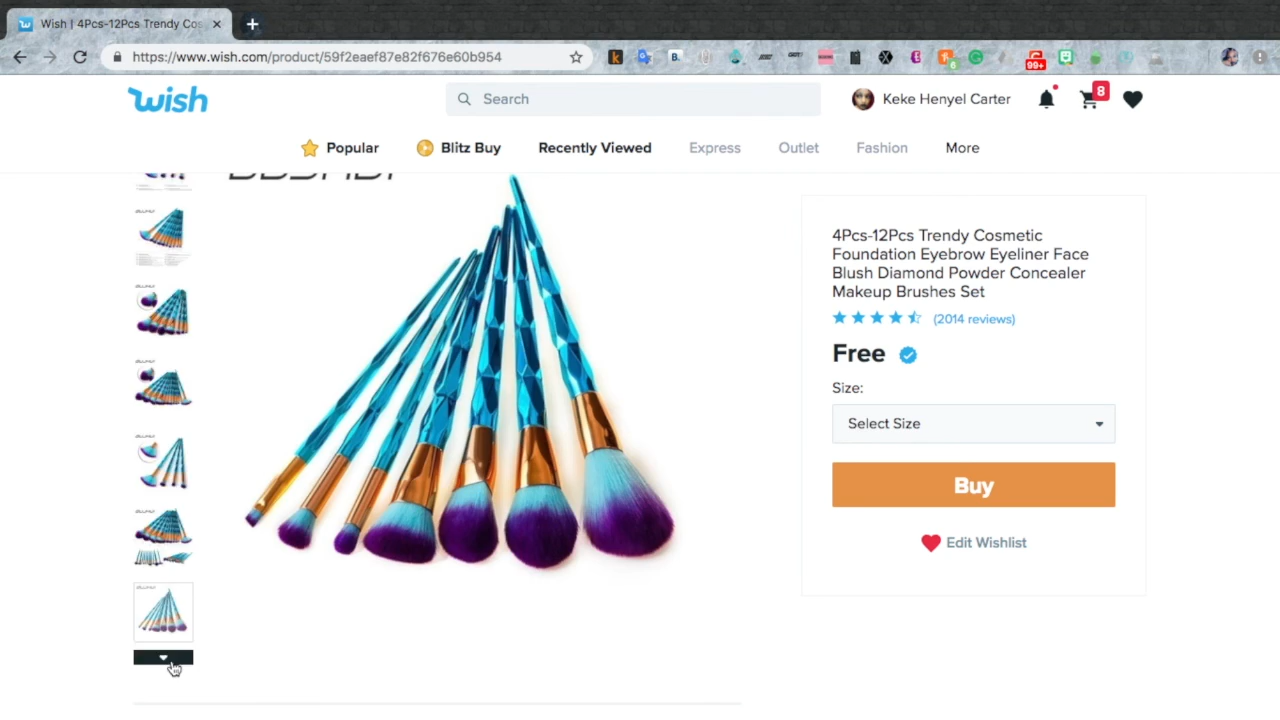 Wish | 4Pcs-12Pcs Trendy Cos
https://www.wish.com/product/59f2eaef87e82f676e60b954
99+
6
wish
Search
Keke Henyel Carter
8
Popular
Blitz Buy
Recently Viewed
Express
Outlet
Fashion
More
4Pcs-12Pcs Trendy Cosmetic
Foundation Eyebrow Eyeliner Face
Blush Diamond Powder Concealer
Makeup Brushes Set
(2014 reviews)
Free
Size:
Select Size
Buy
Edit Wishlist